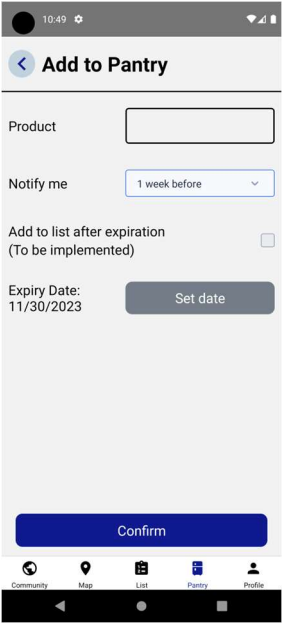 10:49
Add to Pantry
Product
Notify me
1 week before
Add to list after expiration
(To be implemented)
Expiry Date:
11/30/2023
Set date
Confirm
Community
Map
List
Pantry
Profile